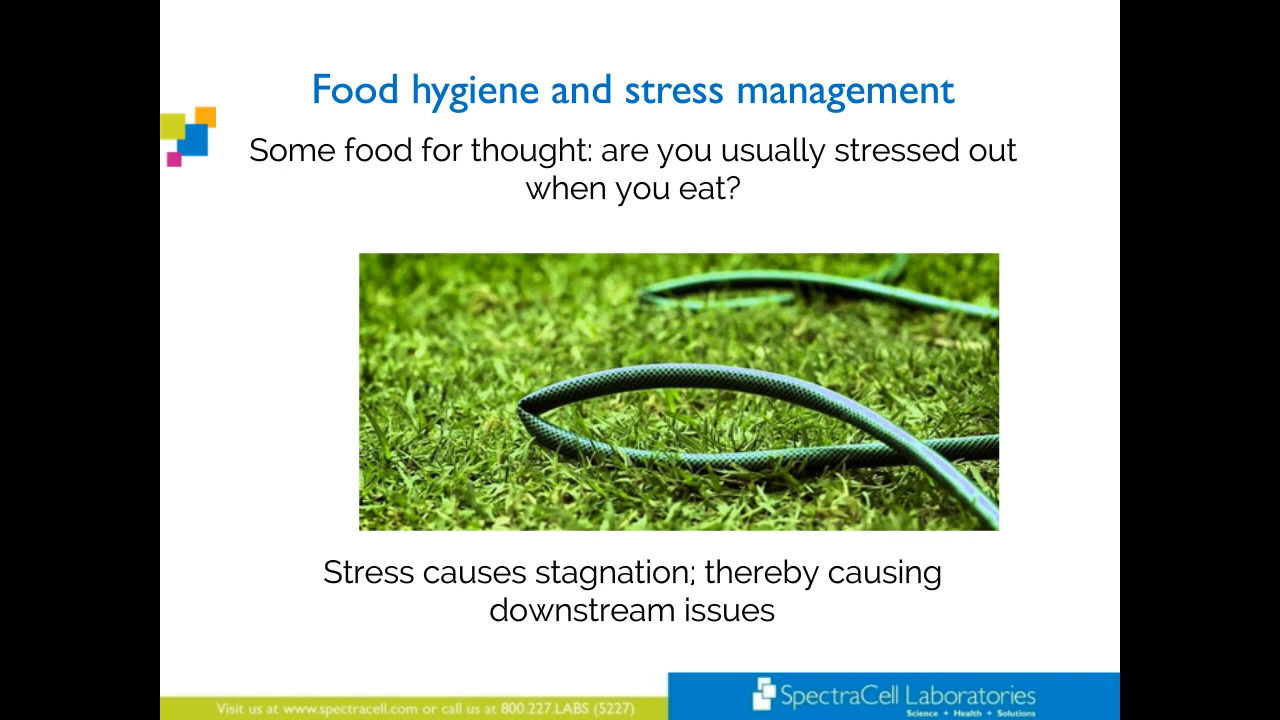 Food hygiene and stress management
Some food for thought: are you usually stressed out
when you eat?
Stress causes stagnation; thereby causing
downstream issues
Visit us at www.spectracell.com or call us at 800.227.LABS (5227)
SpectraCell Laboratories
Science + Health + Solutions